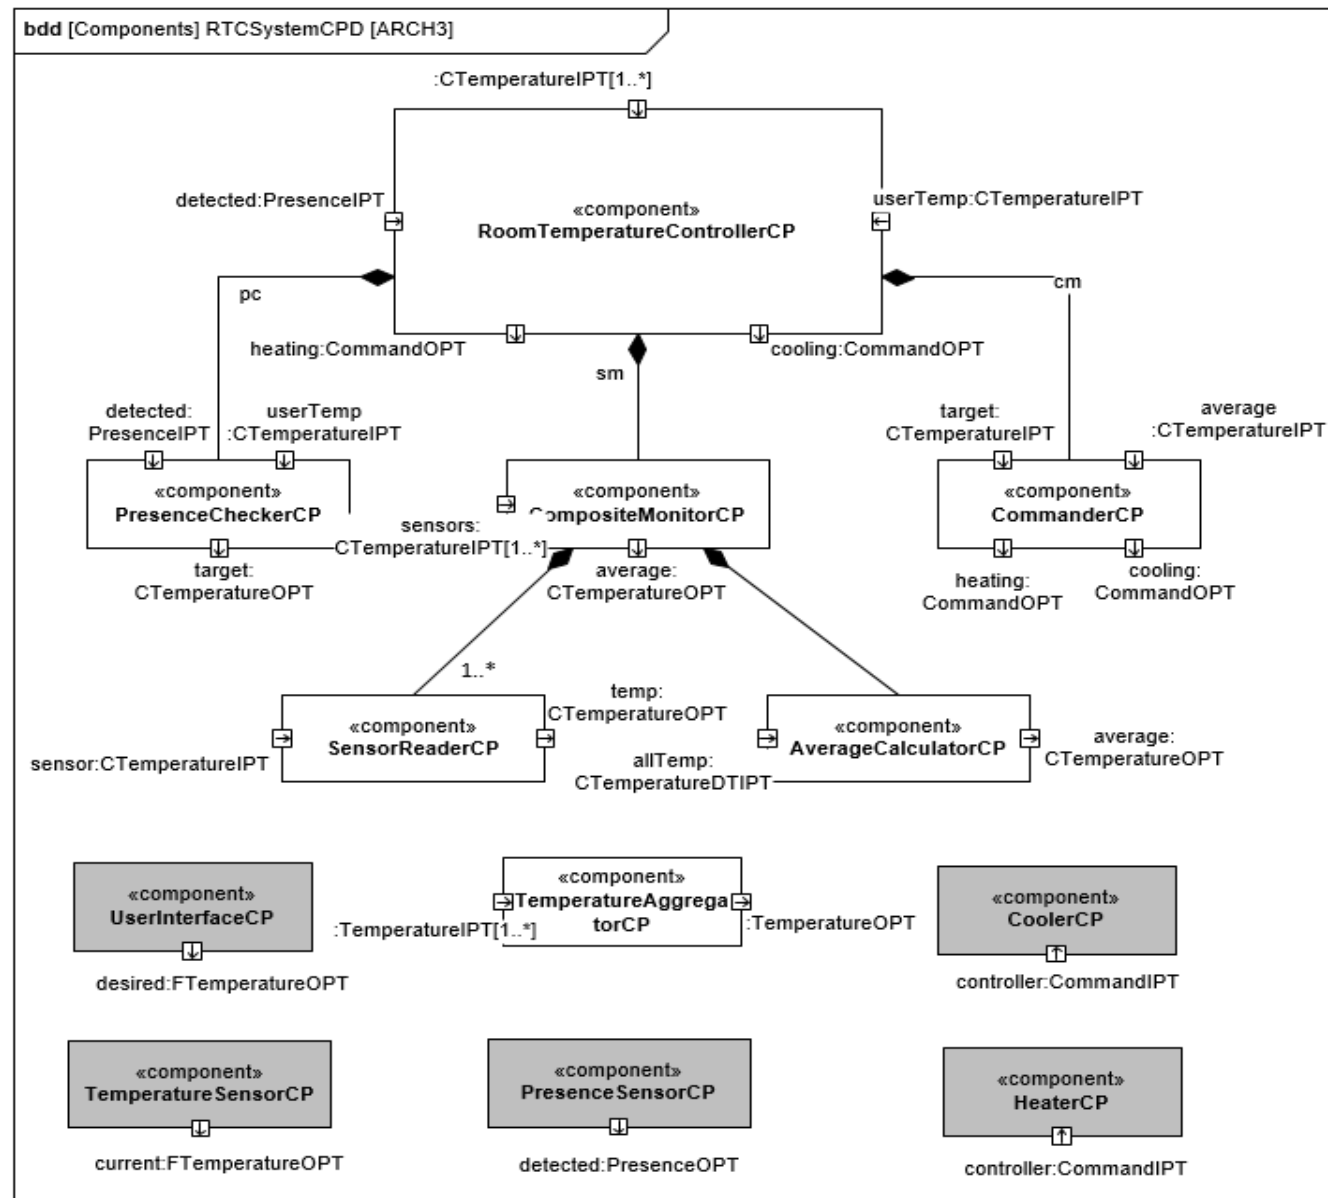 bdd [Components] RTCSystemCPD [ARCH3]
:CTemperatureIPT[1..*]
detected:PresenceIPT
«component»
RoomTemperatureControllerCP
userTemp:CTemperatureIPT
pc
cm
heating:CommandOPT
cooling:CommandOPT
sm
detected:
PresenceIPT
userTemp
:CTemperatureIPT
target:
CTemperatureIPT
average
:CTemperatureIPT
«component»
PresenceCheckerCP
«component»
CompositeMonitorCP
«component»
CommanderCP
sensors:
CTemperatureIPT[1..*]
target:
CTemperatureOPT
average:
CTemperatureOPT
heating:
CommandOPT
cooling:
CommandOPT
1..*
«component»
SensorReaderCP
temp:
CTemperatureOPT
«component»
AverageCalculatorCP
sensor:CTemperatureIPT
allTemp:
CTemperatureDTIPT
average:
CTemperatureOPT
«component»
UserInterfaceCP
«component»
TemperatureAggrega
torCP
«component»
CoolerCP
:TemperatureIPT[1..*]
:TemperatureOPT
desired:FTemperatureOPT
controller:CommandIPT
«component»
TemperatureSensorCP
«component»
PresenceSensorCP
«component»
HeaterCP
current:FTemperatureOPT
detected:PresenceOPT
controller:CommandIPT